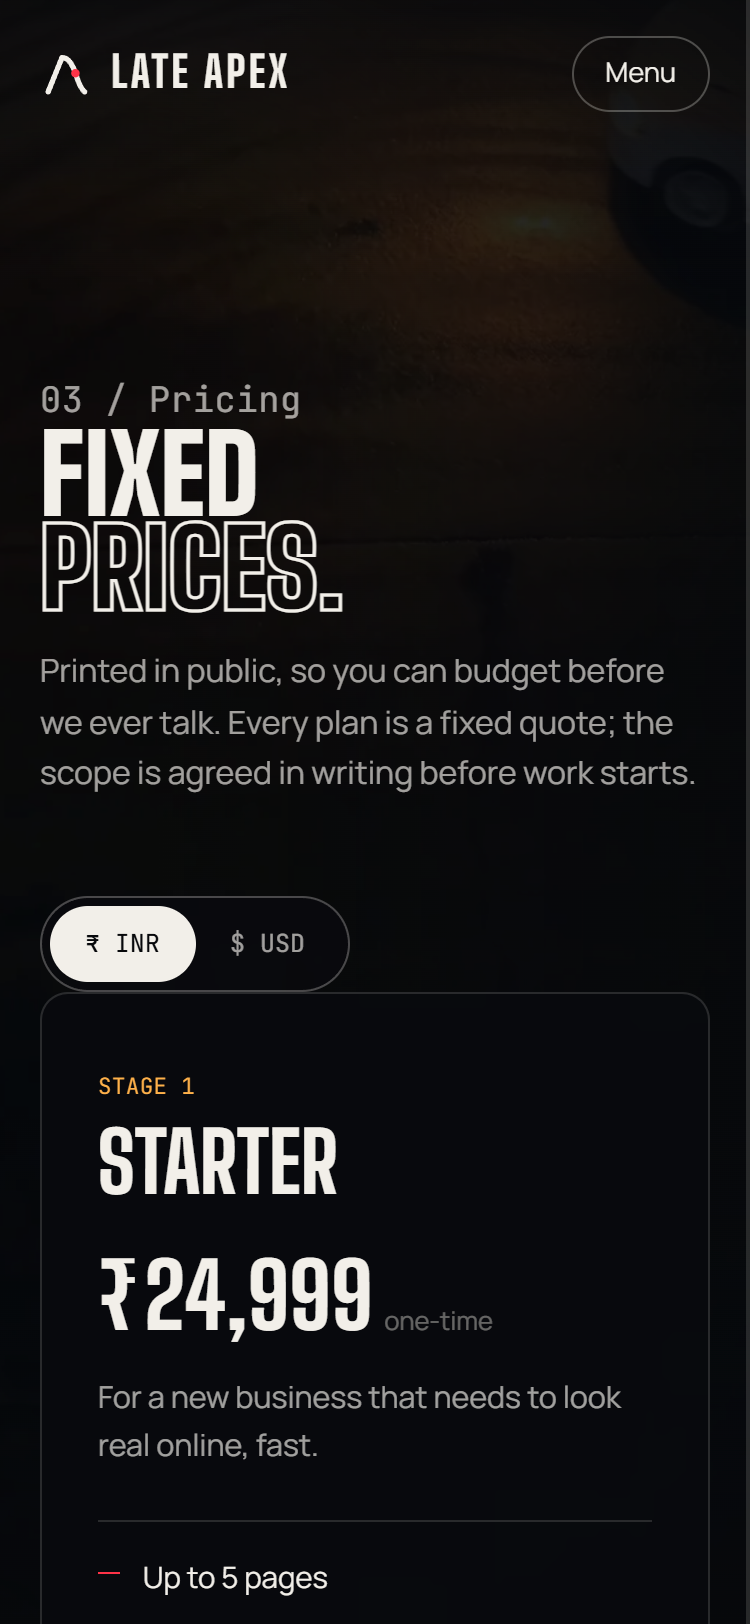 LATE APEX
Menu
03 / Pricing
FIXED
PRICES.
Printed in public, so you can budget before
we ever talk. Every plan is a fixed quote; the
scope is agreed in writing before work starts.
₹ INR
$ USD
STAGE 1
STARTER
₹24,999 one-time
For a new business that needs to look
real online, fast.
Up to 5 pages